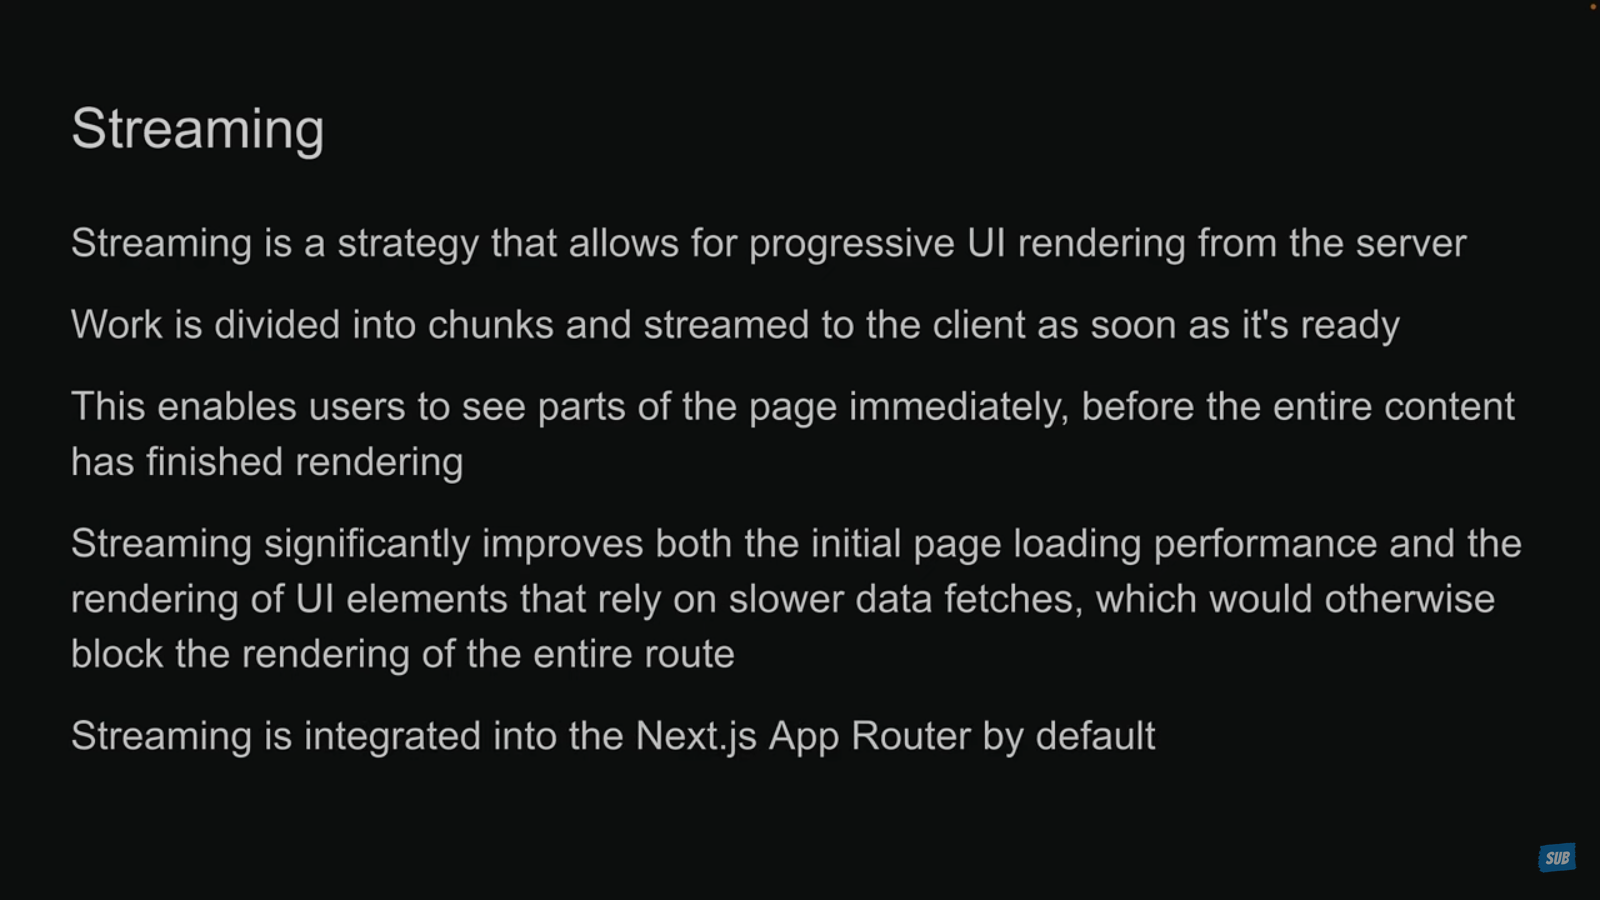 Streaming
Streaming is a strategy that allows for progressive UI rendering from the server
Work is divided into chunks and streamed to the client as soon as it's ready
This enables users to see parts of the page immediately, before the entire content
has finished rendering
Streaming significantly improves both the initial page loading performance and the
rendering of UI elements that rely on slower data fetches, which would otherwise
block the rendering of the entire route
Streaming is integrated into the Next.js App Router by default
SUB